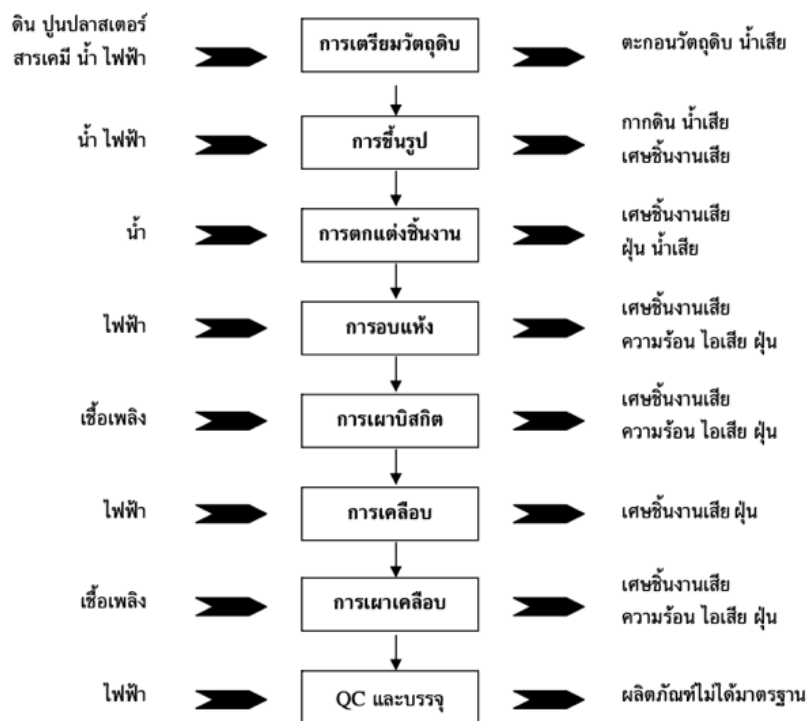 ดิน ปูนปลาสเตอร์
สารเคมี น้ำ ไฟฟ้า
การเตรียมวัตถุดิบ
ตะกอนวัตถุดิบ น้ำเสีย
น้ำ ไฟฟ้า
การขึ้นรูป
กากดิน น้ำเสีย
เศษชิ้นงานเสีย
น้ำ
การตกแต่งชิ้นงาน
เศษชิ้นงานเสีย
ฝุ่น น้ำเสีย
ไฟฟ้า
การอบแห้ง
เศษชิ้นงานเสีย
ความร้อน ไอเสีย ฝุ่น
เชื้อเพลิง
การเผาบิสกิต
เศษชิ้นงานเสีย
ความร้อน ไอเสีย ฝุ่น
ไฟฟ้า
การเคลือบ
เศษชิ้นงานเสีย ฝุ่น
เชื้อเพลิง
การเผาเคลือบ
เศษชิ้นงานเสีย
ความร้อน ไอเสีย ฝุ่น
ไฟฟ้า
QC และบรรจุ
ผลิตภัณฑ์ไม่ได้มาตรฐาน